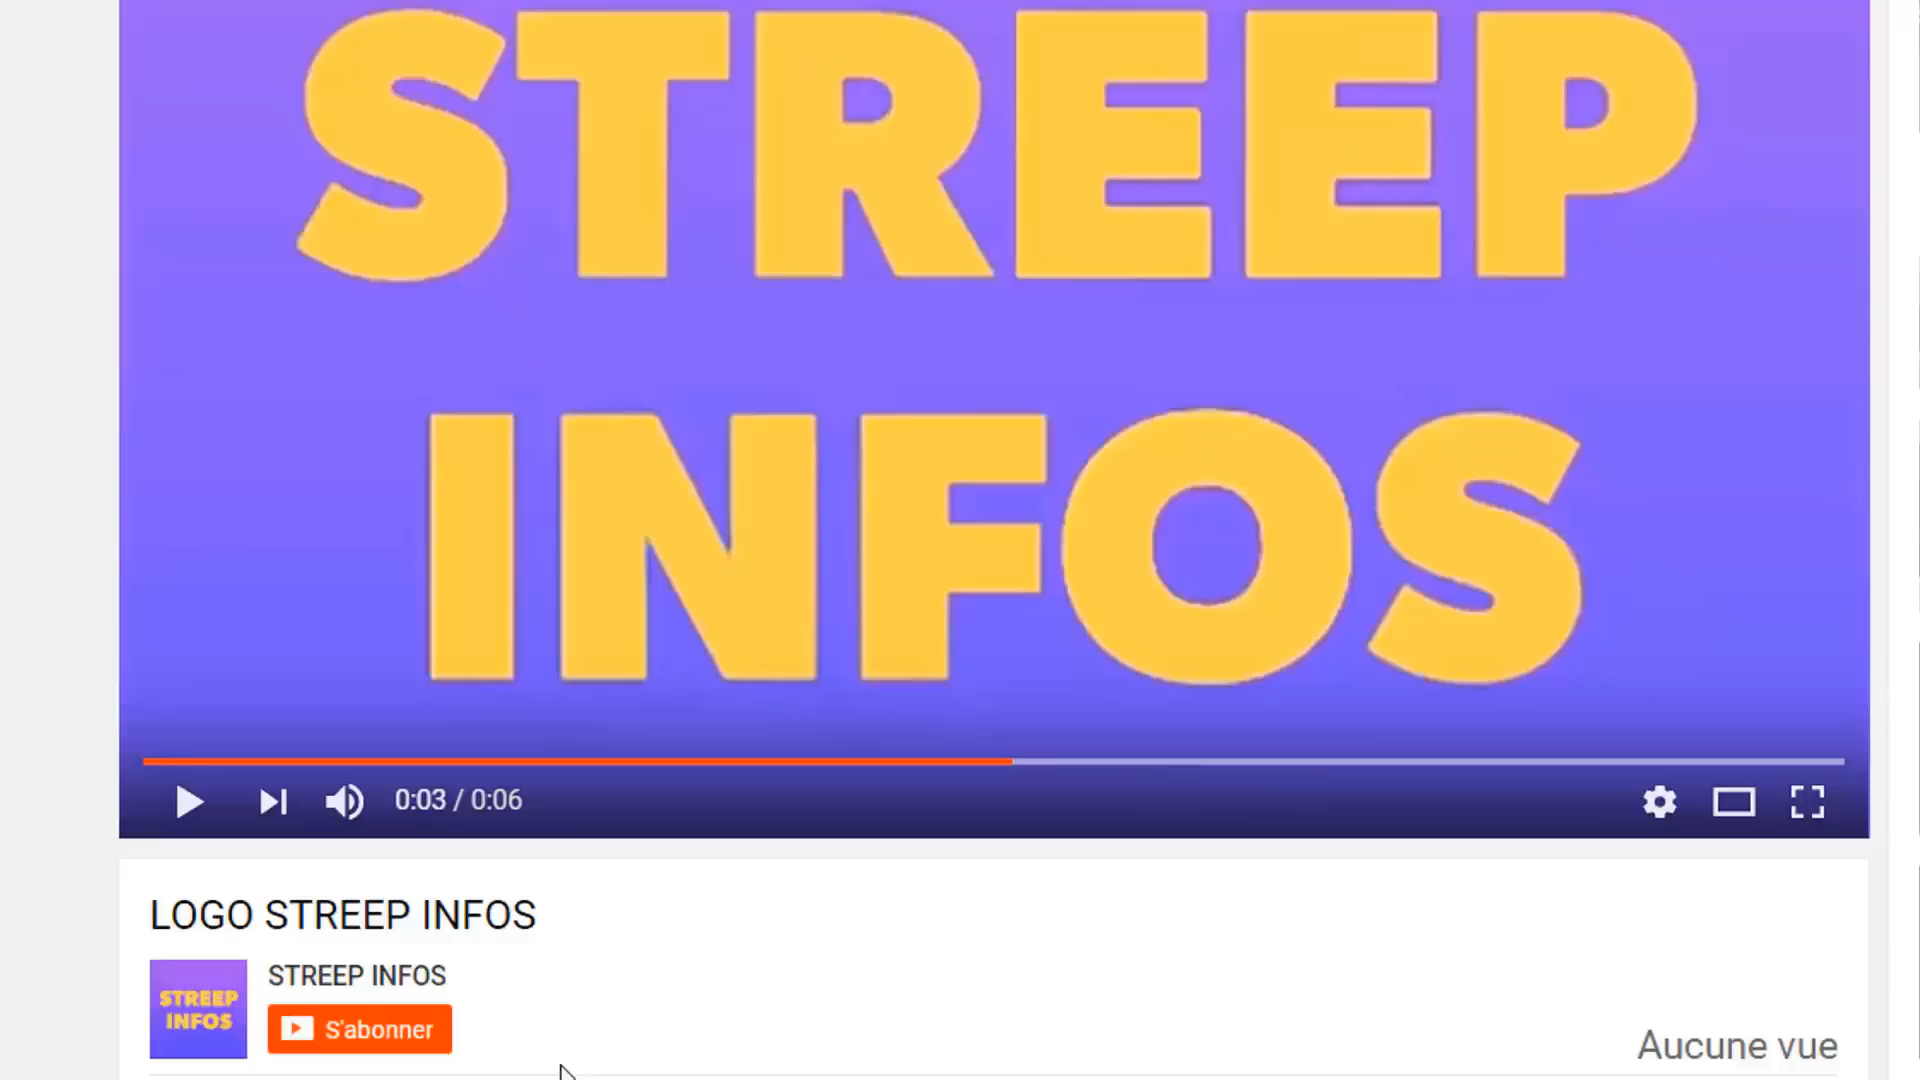 STREEP
INFOS
0:03 / 0:06
LOGO STREEP INFOS
STREEP INFOS
STREEP
INFOS
S'abonner
Aucune vue